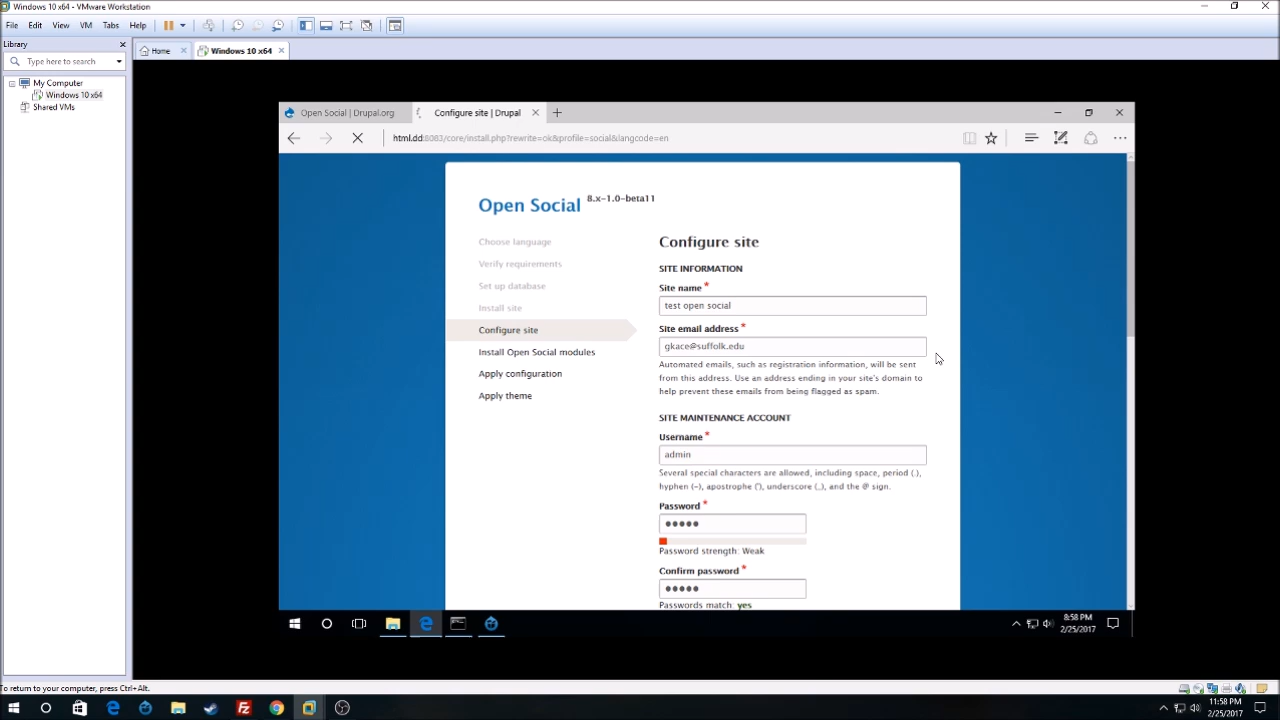 Windows 10 x64 - VMware Workstation
File Edit View VM Tabs Help
Library
Type here to search
My Computer
Windows 10 x64
Shared VMs
Home
Windows 10 x64
Open Social | Drupal.org
Configure site | Drupal
html.dd:8083/core/install.php?rewrite=ok&profile=social&langcode=en
Open Social 8.x-1.0-beta11
Choose language
Verify requirements
Set up database
Install site
Configure site
Install Open Social modules
Apply configuration
Apply theme
Configure site
SITE INFORMATION
Site name *
test open social
Site email address *
gkace@suffolk.edu
Automated emails, such as registration information, will be sent
from this address. Use an address ending in your site's domain to
help prevent these emails from being flagged as spam.
SITE MAINTENANCE ACCOUNT
Username *
admin
Several special characters are allowed, including space, period (.),
hyphen (-), apostrophe ('), underscore (_), and the @ sign.
Password *
●●●●●
Password strength: Weak
Confirm password *
●●●●●
Passwords match yes
8:58 PM
2/25/2017
To return to your computer, press Ctrl+Alt.
11:58 PM
2/25/2017